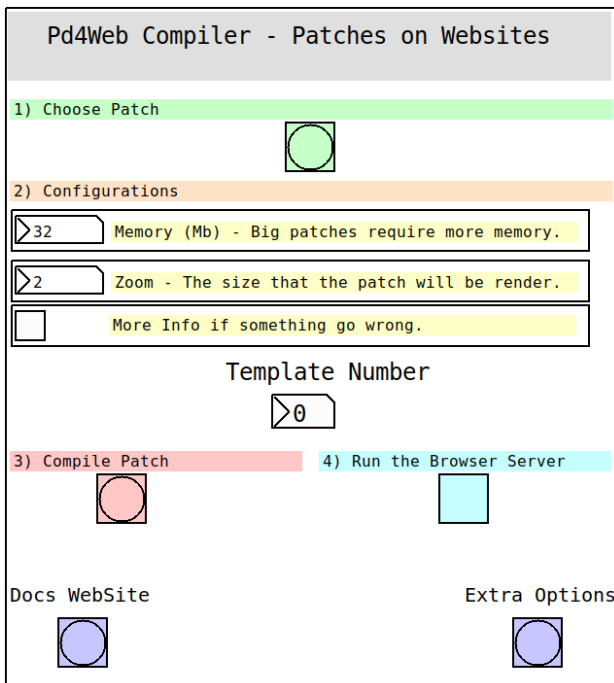 Pd4Web Compiler - Patches on Websites
1) Choose Patch
2) Configurations
32 Memory (Mb) - Big patches require more memory.
2 Zoom - The size that the patch will be render.
More Info if something go wrong.
Template Number
0
3) Compile Patch
4) Run the Browser Server
Docs WebSite
Extra Options